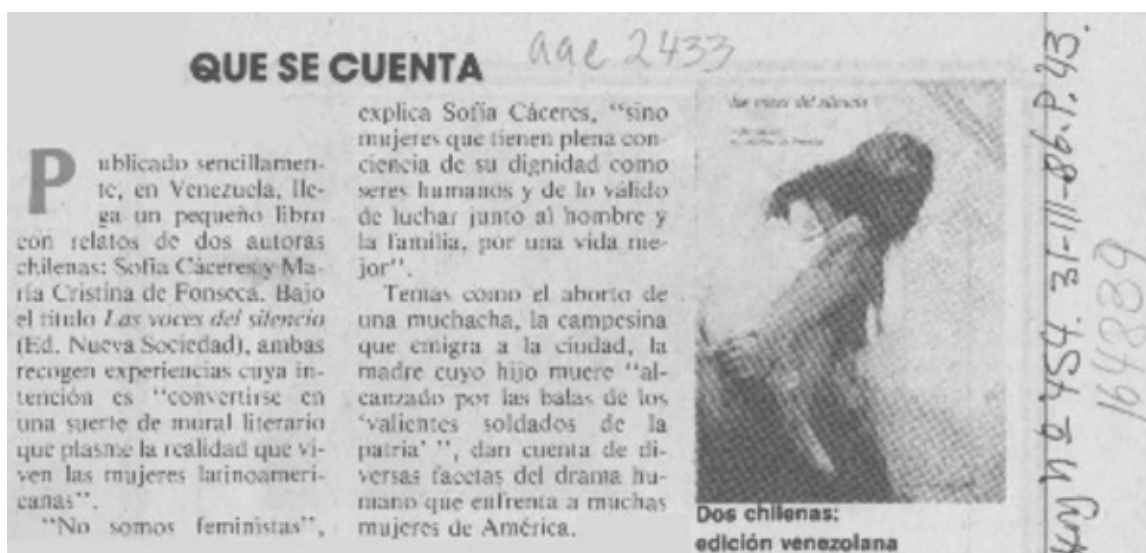 QUE SE CUENTA
aae 2433
Publicado sencillamen-
te, en Venezuela, lle-
ga un pequeño libro
con relatos de dos autoras
chilenas: Sofía Cáceres y Ma-
ría Cristina de Fonseca. Bajo
el título Las voces del silencio
(Ed. Nueva Sociedad), ambas
recogen experiencias cuya in-
tención es "convertirse en
una suerte de mural literario
que plasme la realidad que vi-
ven las mujeres latinoameri-
canas".
"No somos feministas",
explica Sofía Cáceres, "sino
mujeres que tienen plena con-
ciencia de su dignidad como
seres humanos y de lo válido
de luchar junto al hombre y
la familia, por una vida me-
jor".
Temas como el aborto de
una muchacha, la campesina
que emigra a la ciudad, la
madre cuyo hijo muere "al-
canzado por las balas de los
'valientes soldados de la
patria' ", dan cuenta de di-
versas facetas del drama hu-
mano que enfrenta a muchas
mujeres de América.
las voces del silencio
Dos chilenas:
edición venezolana
Hoy Nº 454. 31-III-86. P. 43.
164839